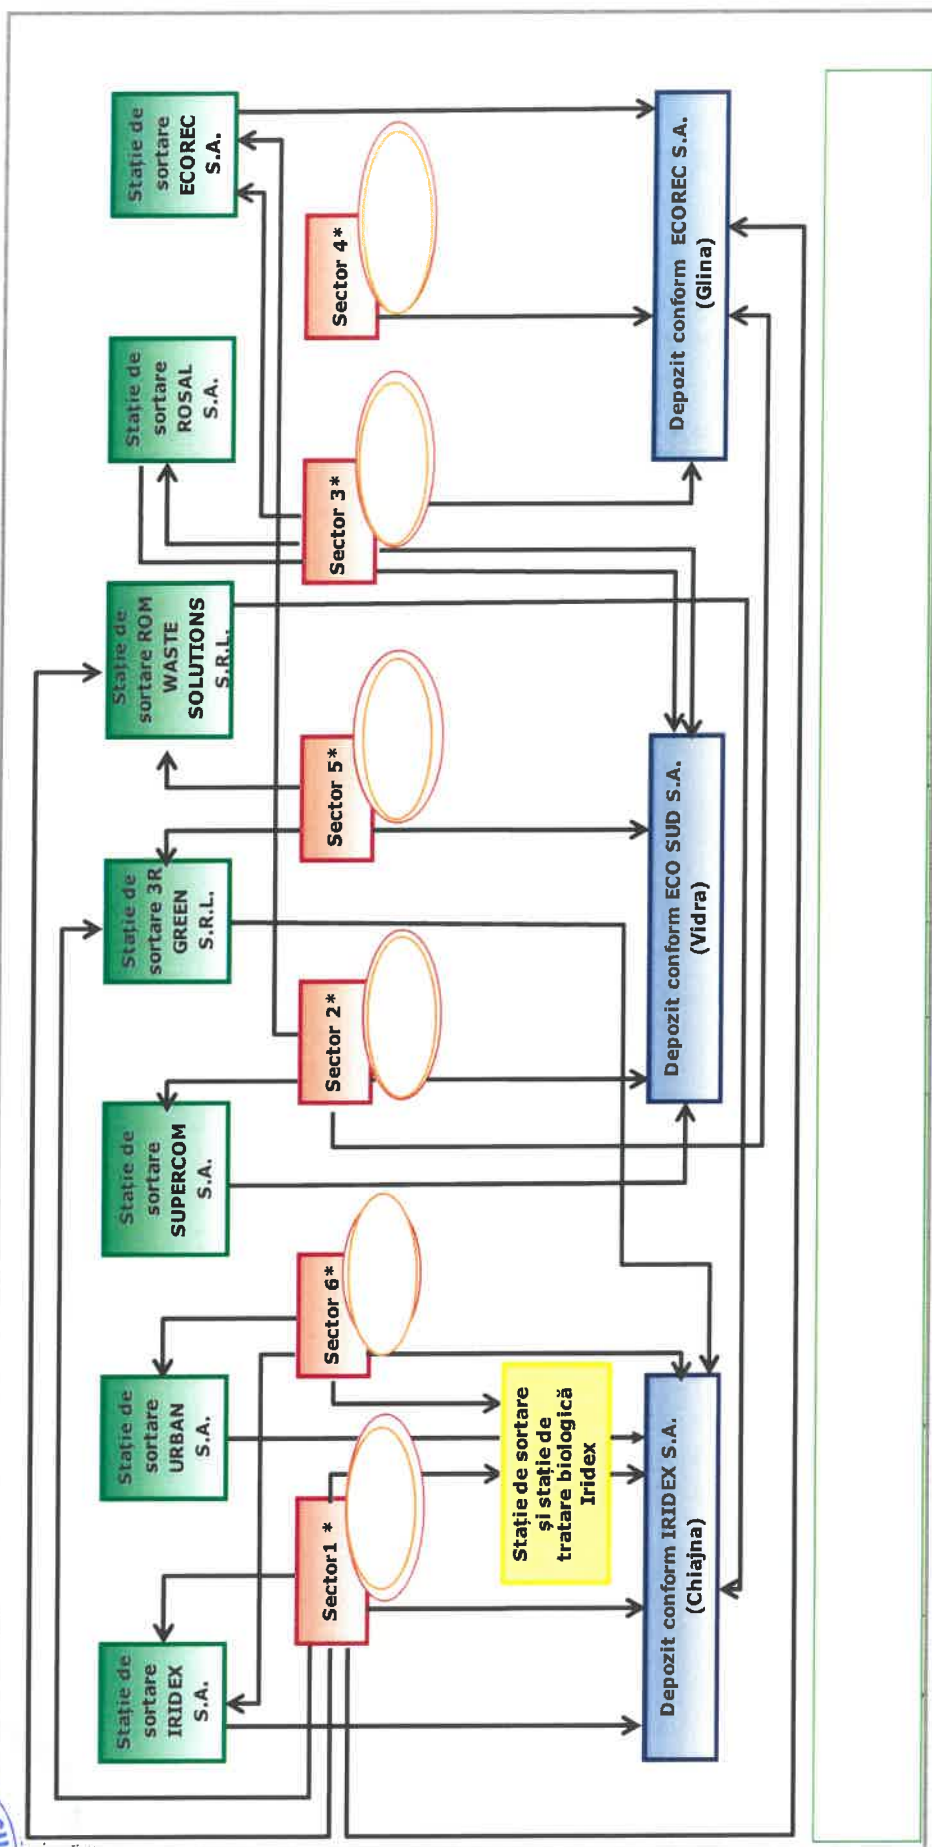 Stație de
sortare
IRIDEX
S.A.
Stație de
sortare
URBAN
S.A.
Stație de
sortare
SUPERCOM
S.A.
Stație de
sortare 3R
GREEN
S.R.L.
Stație de
sortare ROM
WASTE
SOLUTIONS
S.R.L.
Stație de
sortare
ROSAL
S.A.
Stație de
sortare
ECOREC
S.A.
Sector1 *
Sector 6*
Sector 2*
Sector 5*
Sector 3*
Sector 4*
Stație de sortare
și stație de
tratare biologică
Iridex
Depozit conform IRIDEX S.A.
(Chiajna)
Depozit conform ECO SUD S.A.
(Vidra)
Depozit conform ECOREC S.A.
(Glina)